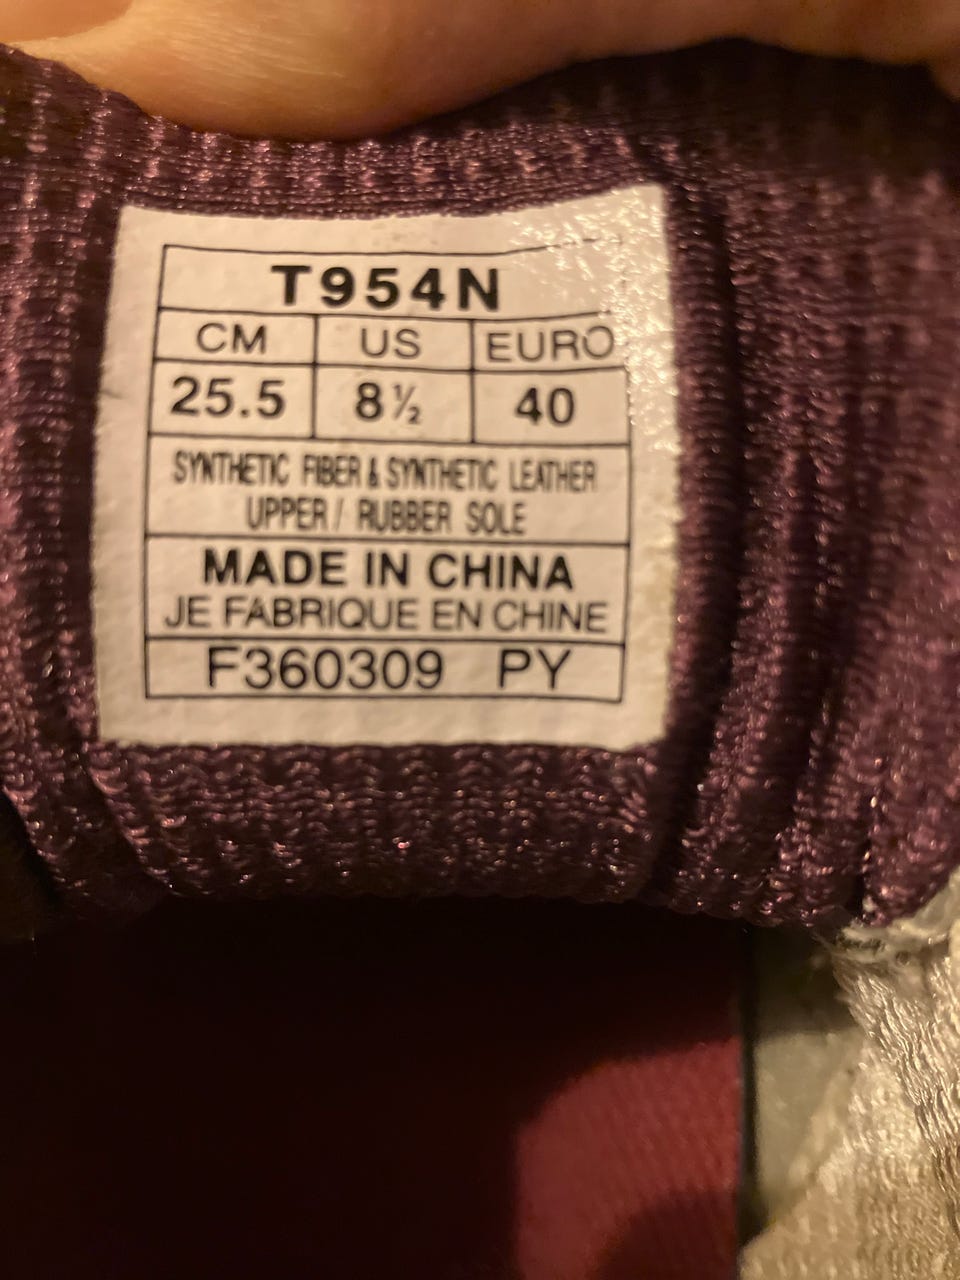 T954N
CM US EURO
25.5 8½ 40
SYNTHETIC FIBER & SYNTHETIC LEATHER
UPPER / RUBBER SOLE
MADE IN CHINA
JE FABRIQUE EN CHINE
F360309 PY